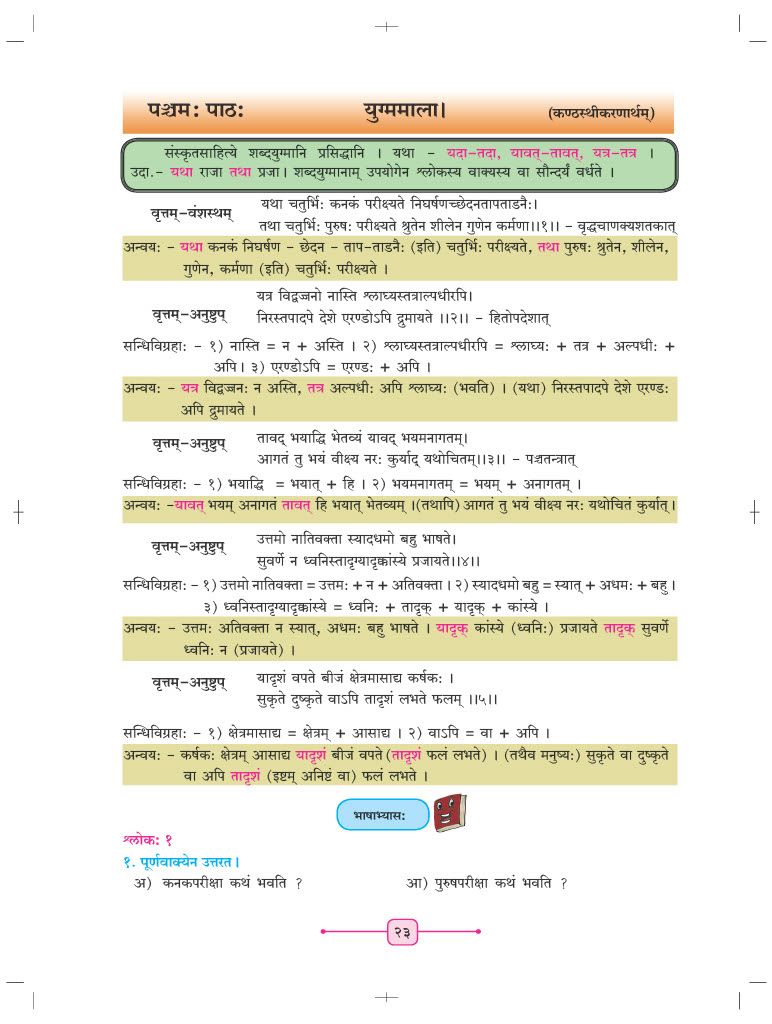 पञ्चम: पाठ: युग्ममाला। (कण्ठस्थीकरणार्थम्)
संस्कृतसाहित्ये शब्दयुग्मानि प्रसिद्धानि । यथा – यदा–तदा, यावत्–तावत्, यत्र–तत्र ।
उदा.– यथा राजा तथा प्रजा। शब्दयुग्मानाम् उपयोगेन श्लोकस्य वाक्यस्य वा सौन्दर्यं वर्धते ।
यथा चतुर्भि: कनकं परीक्ष्यते निघर्षणच्छेदनतापताडनै:।
वृत्तम्–वंशस्थम्
तथा चतुर्भि: पुरुष: परीक्ष्यते श्रुतेन शीलेन गुणेन कर्मणा।।१।। – वृद्धचाणक्यशतकात्
अन्वय: – यथा कनकं निघर्षण – छेदन – ताप–ताडनै: (इति) चतुर्भि: परीक्ष्यते, तथा पुरुष: श्रुतेन, शीलेन,
गुणेन, कर्मणा (इति) चतुर्भि: परीक्ष्यते ।
यत्र विद्वज्जनो नास्ति श्लाघ्यस्तत्राल्पधीरपि।
वृत्तम्–अनुष्टुप् निरस्तपादपे देशे एरण्डोऽपि द्रुमायते ।।२।। – हितोपदेशात्
सन्धिविग्रहा: – १) नास्ति = न + अस्ति । २) श्लाघ्यस्तत्राल्पधीरपि = श्लाघ्य: + तत्र + अल्पधी: +
अपि। ३) एरण्डोऽपि = एरण्ड: + अपि ।
अन्वय: – यत्र विद्वज्जन: न अस्ति, तत्र अल्पधी: अपि श्लाघ्य: (भवति) । (यथा) निरस्तपादपे देशे एरण्ड:
अपि द्रुमायते ।
तावद् भयाद्धि भेतव्यं यावद् भयमनागतम्।
वृत्तम्–अनुष्टुप्
आगतं तु भयं वीक्ष्य नर: कुर्याद् यथोचितम्।।३।। – पञ्चतन्त्रात्
सन्धिविग्रहा: – १) भयाद्धि = भयात् + हि । २) भयमनागतम् = भयम् + अनागतम् ।
अन्वय: –यावत् भयम् अनागतं तावत् हि भयात् भेतव्यम् ।(तथापि) आगतं तु भयं वीक्ष्य नर: यथोचितं कुर्यात्।
उत्तमो नातिवक्ता स्यादधमो बहु भाषते।
वृत्तम्–अनुष्टुप्
सुवर्णे न ध्वनिस्तादृग्यादृक्कांस्ये प्रजायते।।४।।
सन्धिविग्रहा: – १) उत्तमो नातिवक्ता = उत्तम: + न + अतिवक्ता । २) स्यादधमो बहु = स्यात् + अधम: + बहु ।
३) ध्वनिस्तादृग्यादृक्कांस्ये = ध्वनि: + तादृक् + यादृक् + कांस्ये ।
अन्वय: – उत्तम: अतिवक्ता न स्यात्, अधम: बहु भाषते । यादृक् कांस्ये (ध्वनि:) प्रजायते तादृक् सुवर्णे
ध्वनि: न (प्रजायते) ।
यादृशं वपते बीजं क्षेत्रमासाद्य कर्षक: ।
वृत्तम्–अनुष्टुप्
सुकृते दुष्कृते वाऽपि तादृशं लभते फलम् ।।५।।
सन्धिविग्रहा: – १) क्षेत्रमासाद्य = क्षेत्रम् + आसाद्य । २) वाऽपि = वा + अपि ।
अन्वय: – कर्षक: क्षेत्रम् आसाद्य यादृशं बीजं वपते (तादृशं फलं लभते) । (तथैव मनुष्य:) सुकृते वा दुष्कृते
वा अपि तादृशं (इष्टम् अनिष्टं वा) फलं लभते ।
भाषाभ्यास:
श्लोक: १
१. पूर्णवाक्येन उत्तरत।
अ) कनकपरीक्षा कथं भवति ? आ) पुरुषपरीक्षा कथं भवति ?
२३